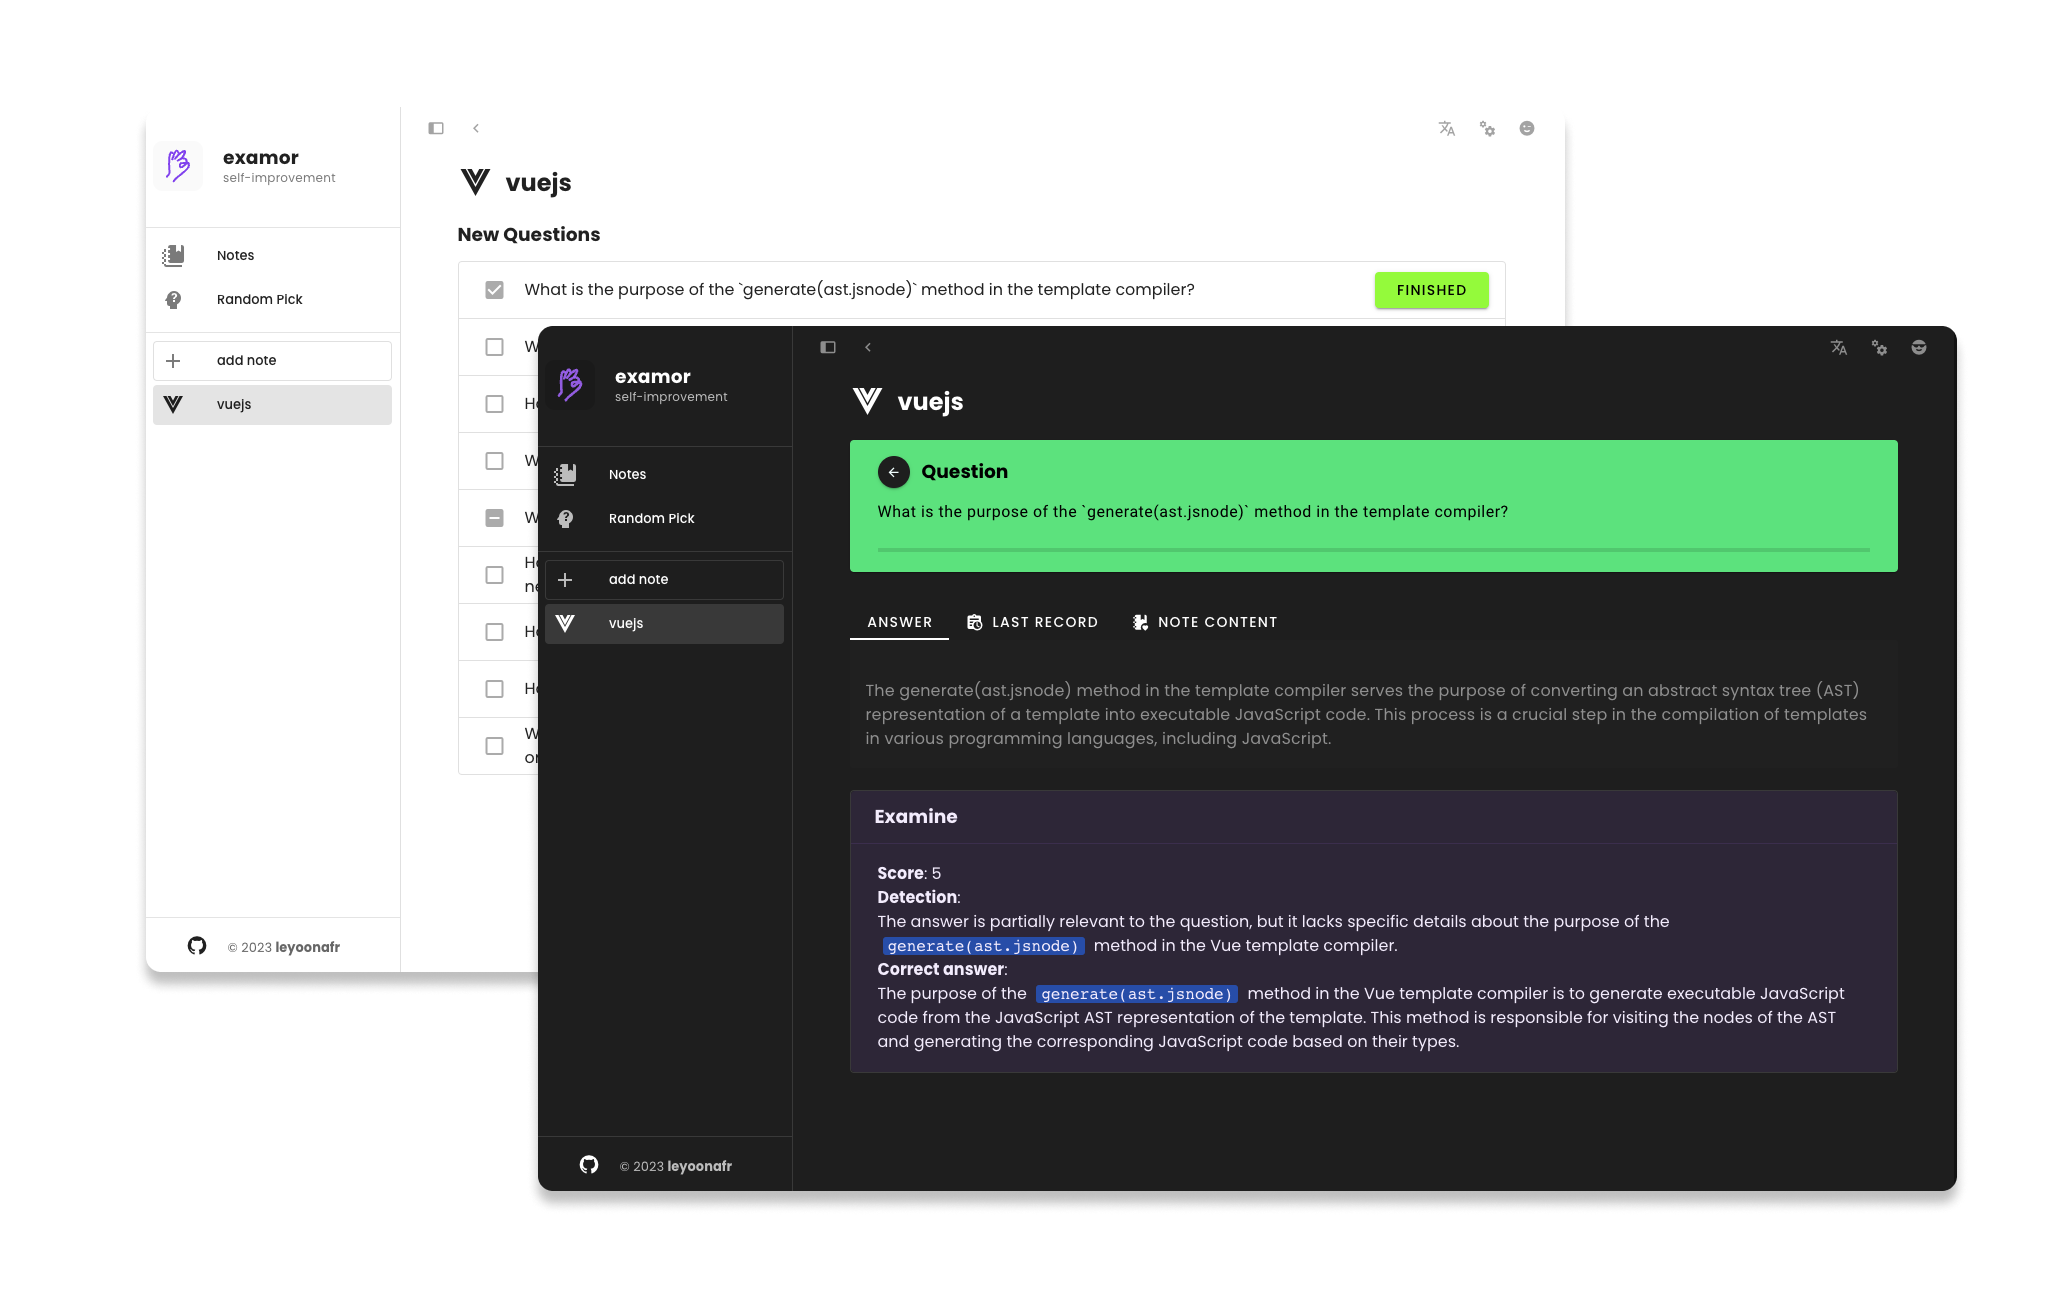 examor
self-improvement
Notes
Random Pick
add note
vuejs
© 2023 leyoonafr
vuejs
New Questions
What is the purpose of the `generate(ast.jsnode)` method in the template compiler?
FINISHED
examor
self-improvement
Notes
Random Pick
add note
vuejs
© 2023 leyoonafr
vuejs
Question
What is the purpose of the `generate(ast.jsnode)` method in the template compiler?
ANSWER
LAST RECORD
NOTE CONTENT
The generate(ast.jsnode) method in the template compiler serves the purpose of converting an abstract syntax tree (AST)
representation of a template into executable JavaScript code. This process is a crucial step in the compilation of templates
in various programming languages, including JavaScript.
Examine
Score: 5
Detection:
The answer is partially relevant to the question, but it lacks specific details about the purpose of the
generate(ast.jsnode) method in the Vue template compiler.
Correct answer:
The purpose of the generate(ast.jsnode) method in the Vue template compiler is to generate executable JavaScript
code from the JavaScript AST representation of the template. This method is responsible for visiting the nodes of the AST
and generating the corresponding JavaScript code based on their types.